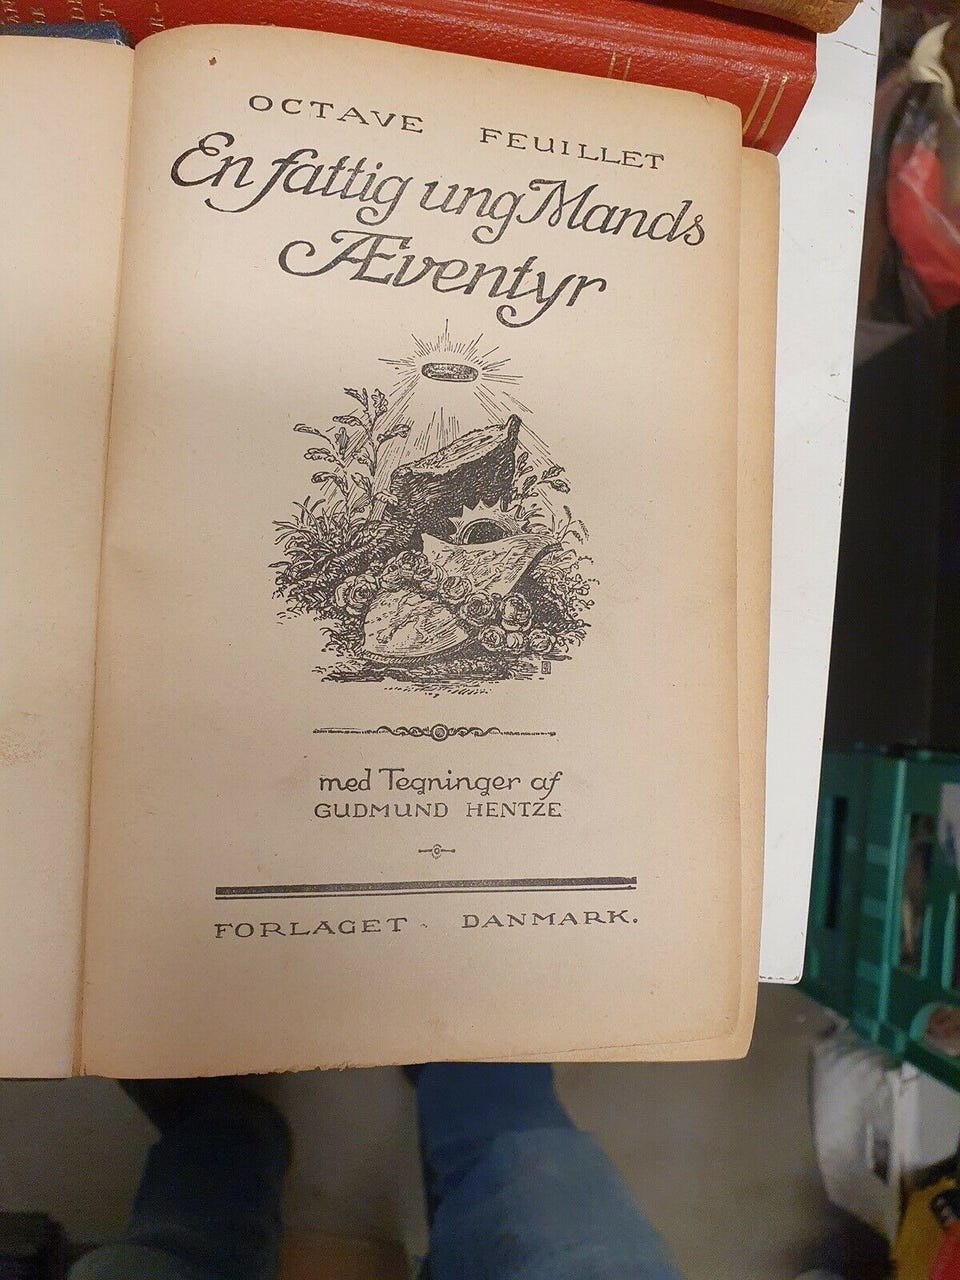 OCTAVE FEUILLET
En fattig ung Mands
Æventyr
med Tegninger af
GUDMUND HENTZE
FORLAGET - DANMARK.